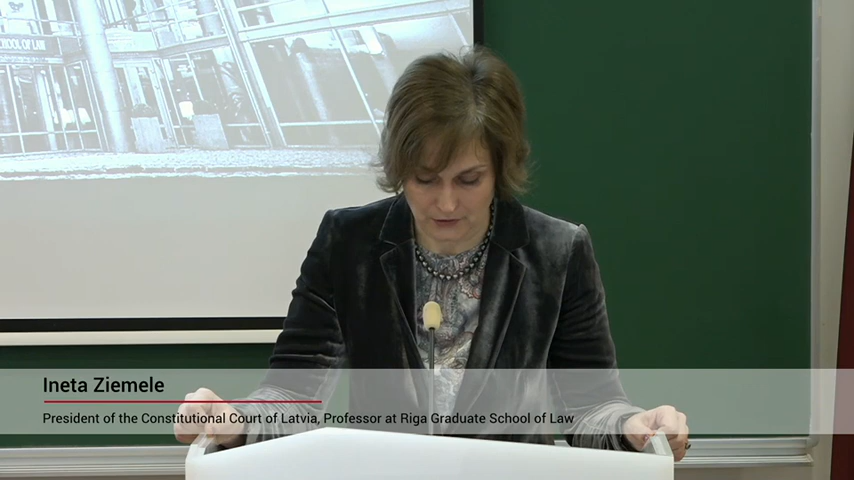 SCHOOL OF LAW
Ineta Ziemele
President of the Constitutional Court of Latvia, Professor at Riga Graduate School of Law